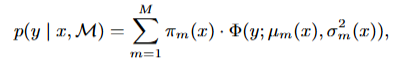 p(y | x, ℳ) = ∑_{m=1}^{M} π_m(x) · Φ(y; μ_m(x), σ_m^2(x)),